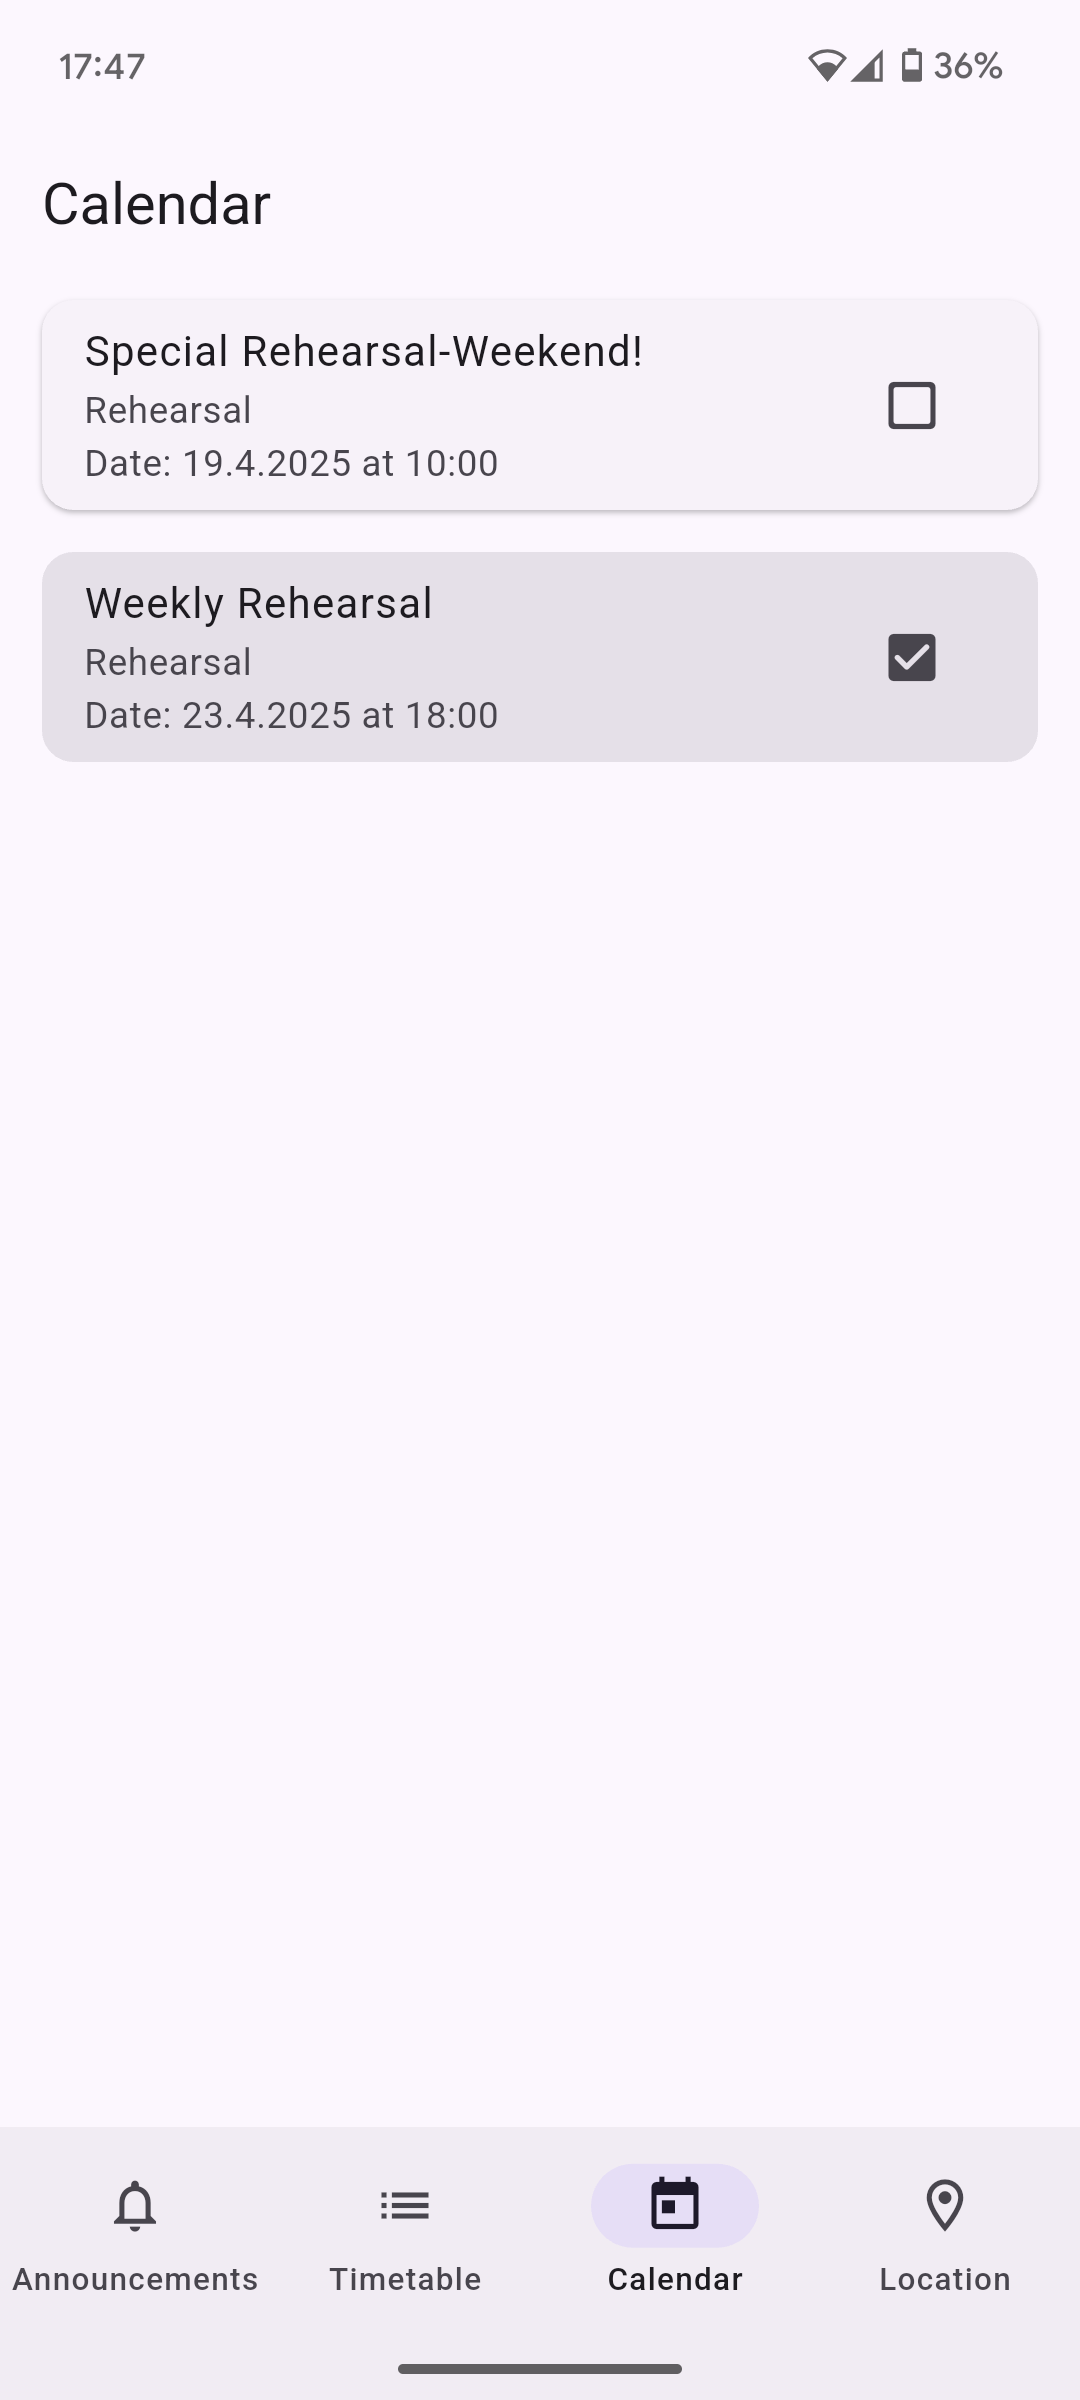 17:47
36%
Calendar
Special Rehearsal-Weekend!
Rehearsal
Date: 19.4.2025 at 10:00
Weekly Rehearsal
Rehearsal
Date: 23.4.2025 at 18:00
Announcements
Timetable
Calendar
Location